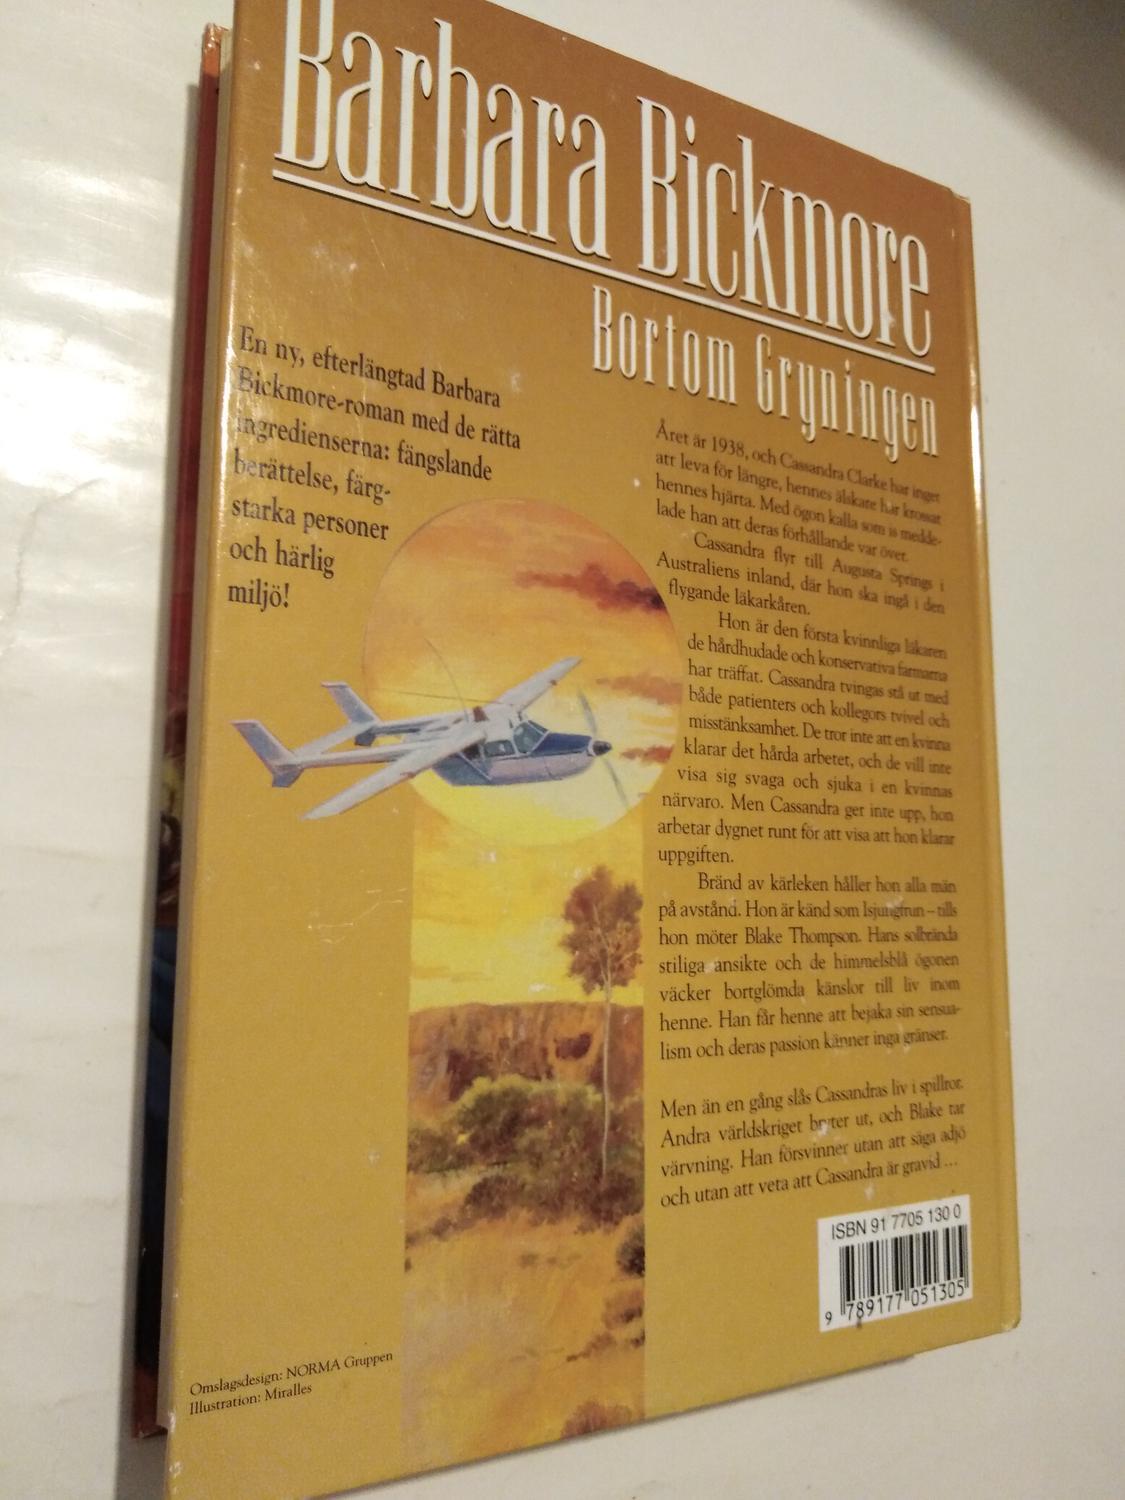 Barbara Bickmore
Bortom Gryningen
En ny, efterlängtad Barbara
Bickmore-roman med de rätta
ingredienserna: fängslande
berättelse, färg-
starka personer
och härlig
miljö!
Året är 1938, och Cassandra Clarke har inget
att leva för längre, hennes älskare har krossat
hennes hjärta. Med ögon kalla som is medde-
lade han att deras förhållande var över.
Cassandra flyr till Augusta Springs i
Australiens inland, där hon ska ingå i den
flygande läkarkåren.
Hon är den första kvinnliga läkaren
de hårdhudade och konservativa farmarna
har träffat. Cassandra tvingas stå ut med
både patienters och kollegors tvivel och
misstänksamhet. De tror inte att en kvinna
klarar det hårda arbetet, och de vill inte
visa sig svaga och sjuka i en kvinnas
närvaro. Men Cassandra ger inte upp, hon
arbetar dygnet runt för att visa att hon klarar
uppgiften.
Bränd av kärleken håller hon alla män
på avstånd. Hon är känd som Isjungfrun – tills
hon möter Blake Thompson. Hans solbrända
stiliga ansikte och de himmelsblå ögonen
väcker bortglömda känslor till liv inom
henne. Han får henne att bejaka sin sensua-
lism och deras passion känner inga gränser.
Men än en gång slås Cassandras liv i spillror.
Andra världskriget bryter ut, och Blake tar
värvning. Han försvinner utan att säga adjö
och utan att veta att Cassandra är gravid ...
ISBN 91 7705 130 0
9 789177 051305
Omslagsdesign: NORMA Gruppen
Illustration: Miralles